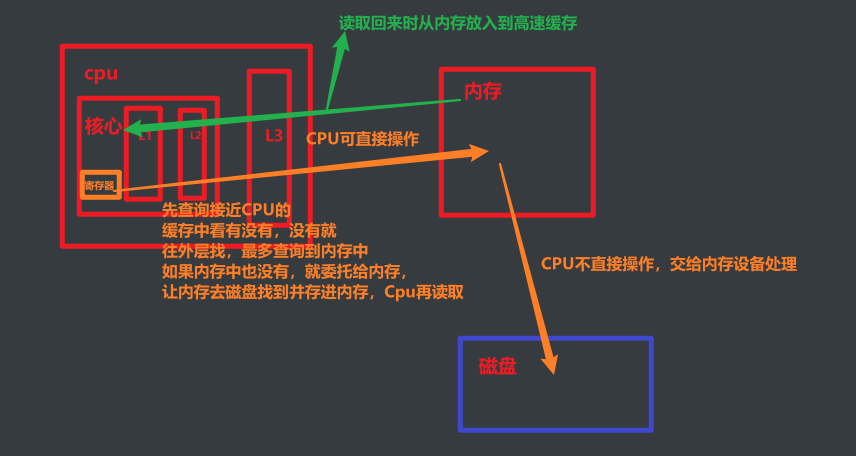 读取回来时从内存放入到高速缓存
cpu
内存
核心
L1
L2
L3
CPU可直接操作
寄存器
先查询接近CPU的
缓存中看有没有，没有就
往外层找，最多查询到内存中
如果内存中也没有，就委托给内存，
让内存去磁盘找到并存进内存，Cpu再读取
CPU不直接操作，交给内存设备处理
磁盘